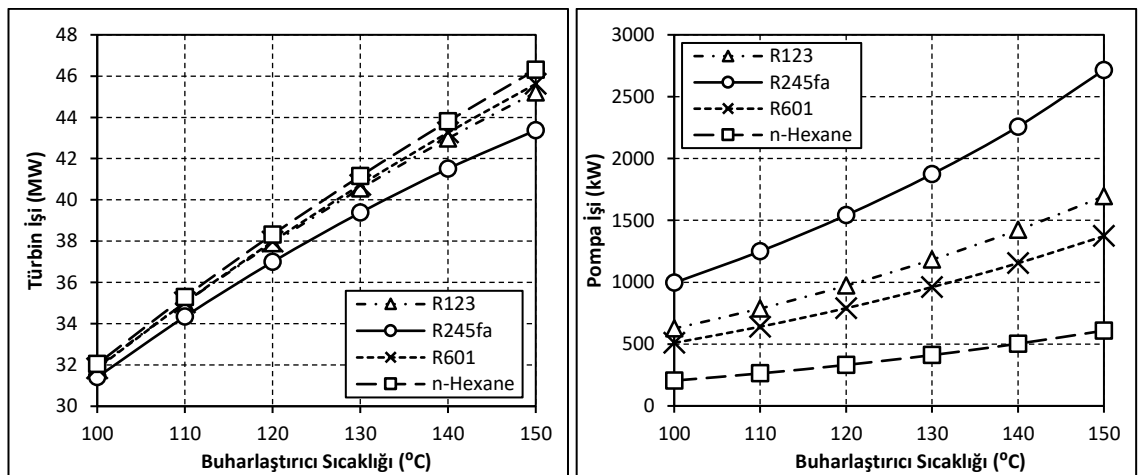 48
46
44
42
40
38
36
34
32
30
Türbin İşi (MW)
R123
R245fa
R601
n-Hexane
100 110 120 130 140 150
Buharlaştırıcı Sıcaklığı (⁰C)
3000
2500
2000
1500
1000
500
0
Pompa İşi (kW)
R123
R245fa
R601
n-Hexane
100 110 120 130 140 150
Buharlaştırıcı Sıcaklığı (⁰C)